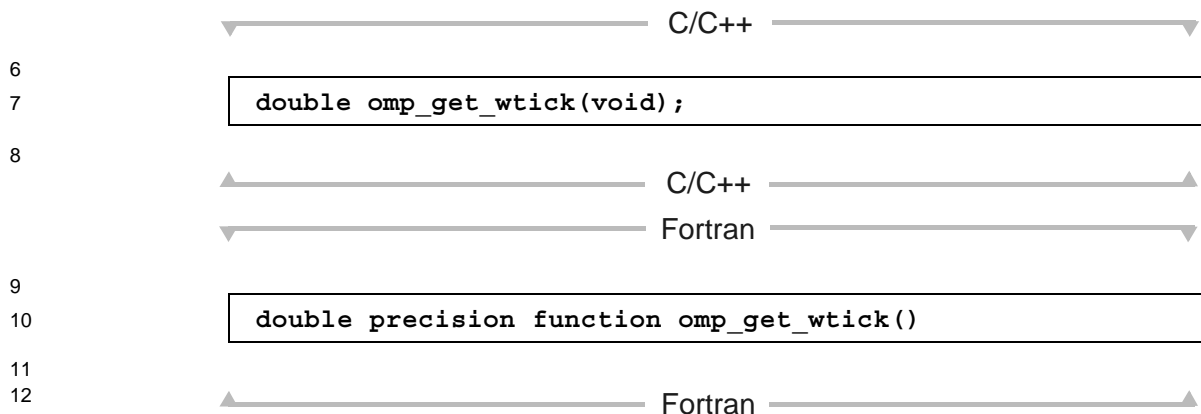 C/C++
6
7 double omp_get_wtick(void);
8
C/C++
Fortran
9
10 double precision function omp_get_wtick()
11
12 Fortran